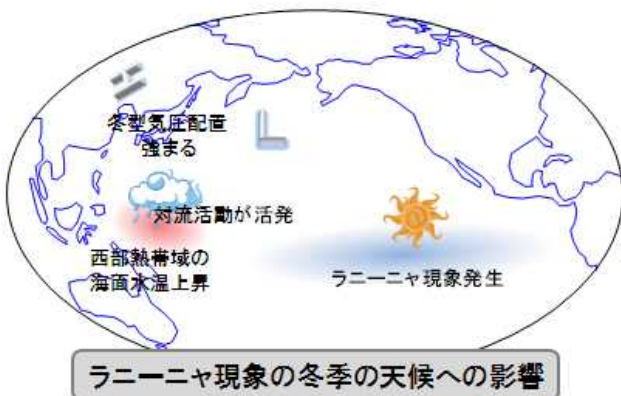 冬型気圧配置
強まる
L
対流活動が活発
西部熱帯域の
海面水温上昇
ラニーニャ現象発生
ラニーニャ現象の冬季の天候への影響